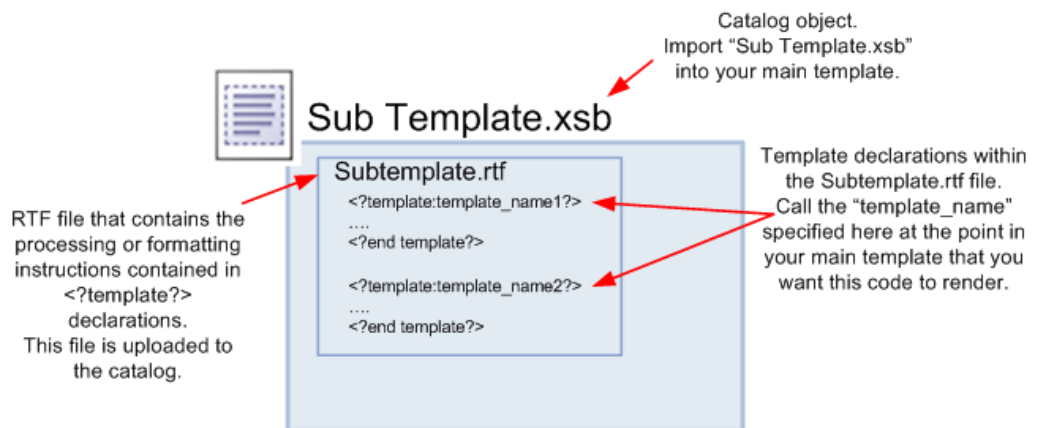 Catalog object.
Import “Sub Template.xsb”
into your main template.
Sub Template.xsb
Subtemplate.rtf
<?template:template_name1?>
....
<?end template?>
<?template:template_name2?>
....
<?end template?>
RTF file that contains the
processing or formatting
instructions contained in
<?template?>
declarations.
This file is uploaded to
the catalog.
Template declarations within
the Subtemplate.rtf file.
Call the “template_name”
specified here at the point in
your main template that you
want this code to render.